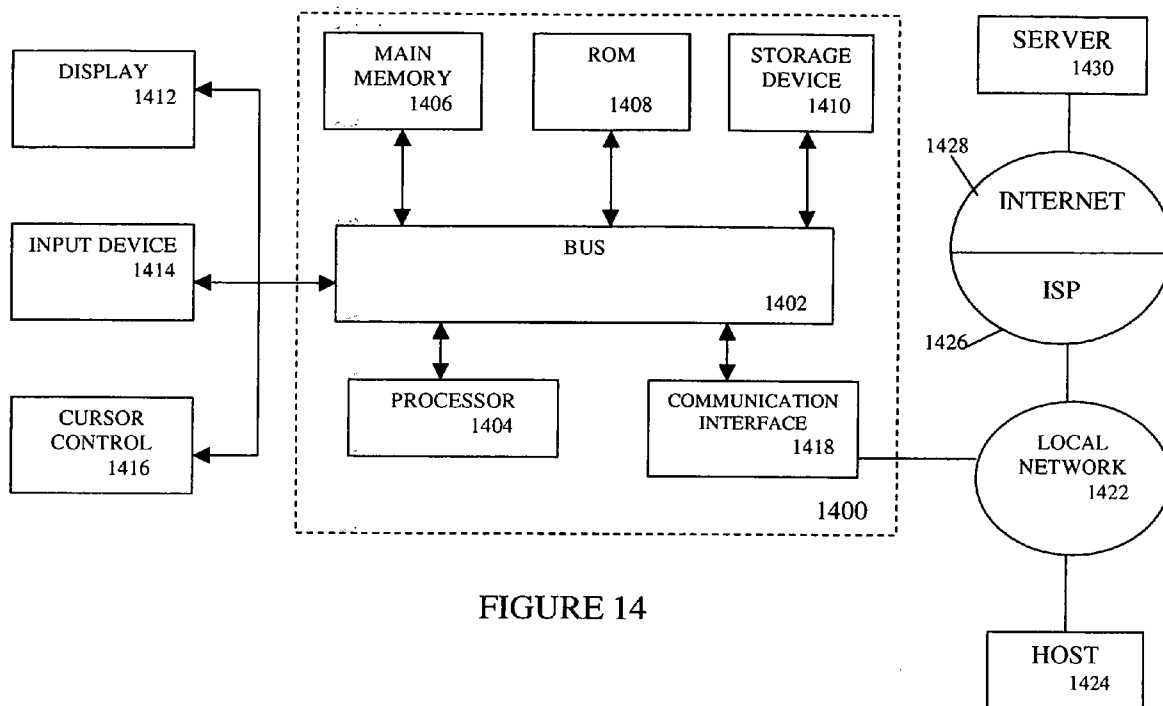 DISPLAY
1412
INPUT DEVICE
1414
CURSOR
CONTROL
1416
MAIN
MEMORY
1406
ROM
1408
STORAGE
DEVICE
1410
BUS
1402
PROCESSOR
1404
COMMUNICATION
INTERFACE
1418
1400
SERVER
1430
1428
INTERNET
ISP
1426
LOCAL
NETWORK
1422
HOST
1424
FIGURE 14